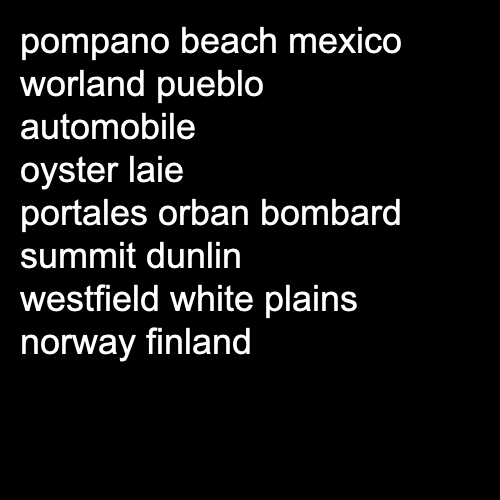 pompano beach mexico
worland pueblo
automobile
oyster laie
portales orban bombard
summit dunlin
westfield white plains
norway finland